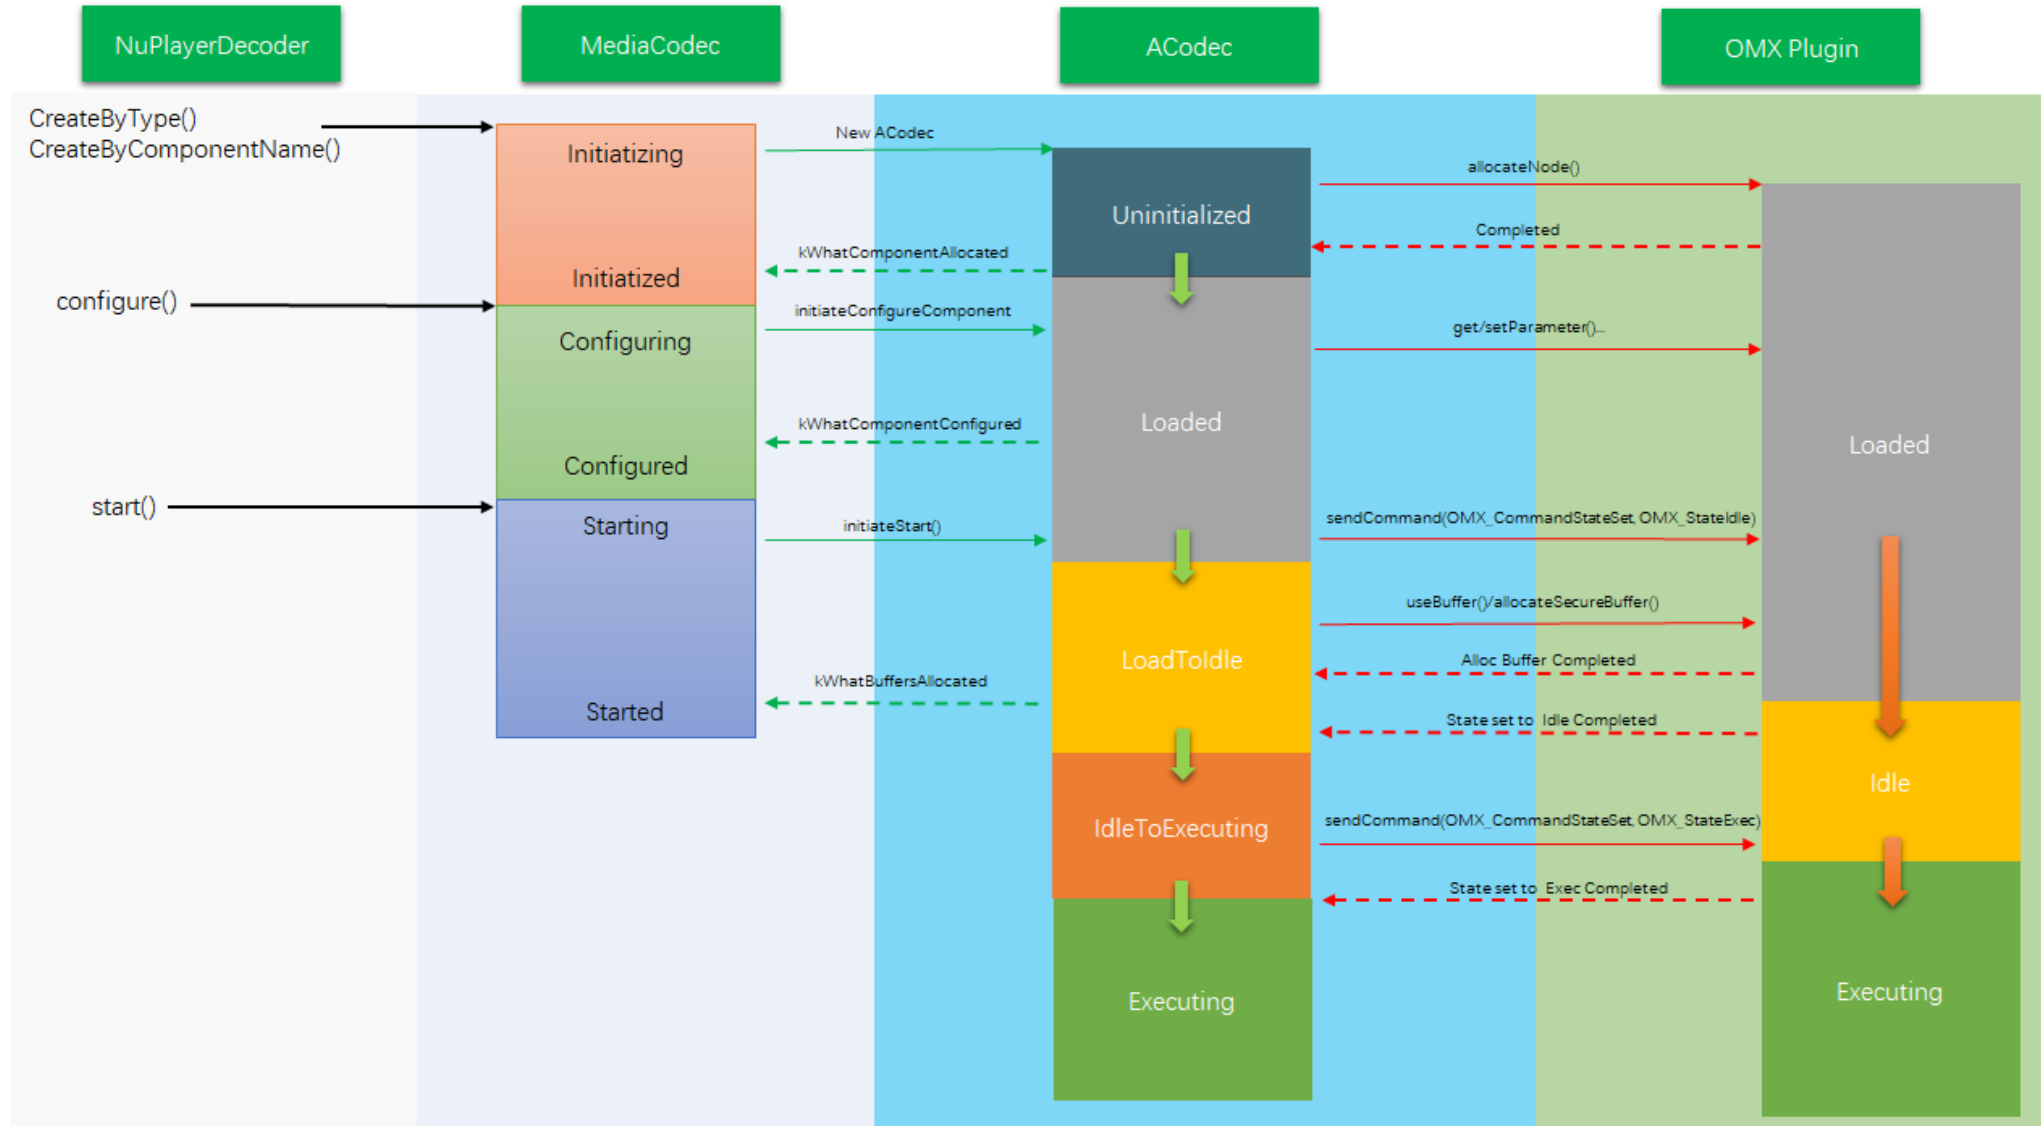 NuPlayerDecoder
MediaCodec
ACodec
OMX Plugin
CreateByType()
CreateByComponentName()
Initiatizing
New ACodec
allocateNode()
Uninitialized
Completed
kWhatComponentAllocated
Initiatized
configure()
initiateConfigureComponent
Configuring
get/setParameter()...
Loaded
kWhatComponentConfigured
Loaded
Configured
start()
Starting
initiateStart()
sendCommand(OMX_CommandStateSet, OMX_StateIdle)
useBuffer()/allocateSecureBuffer()
LoadToIdle
Alloc Buffer Completed
kWhatBuffersAllocated
Started
State set to Idle Completed
Idle
IdleToExecuting
sendCommand(OMX_CommandStateSet, OMX_StateExec)
State set to Exec Completed
Executing
Executing